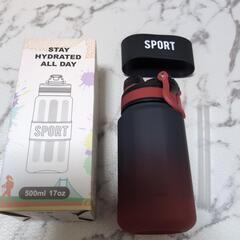 STAY
HYDRATED
ALL DAY
SPORT
500ml 17oz
SPORT